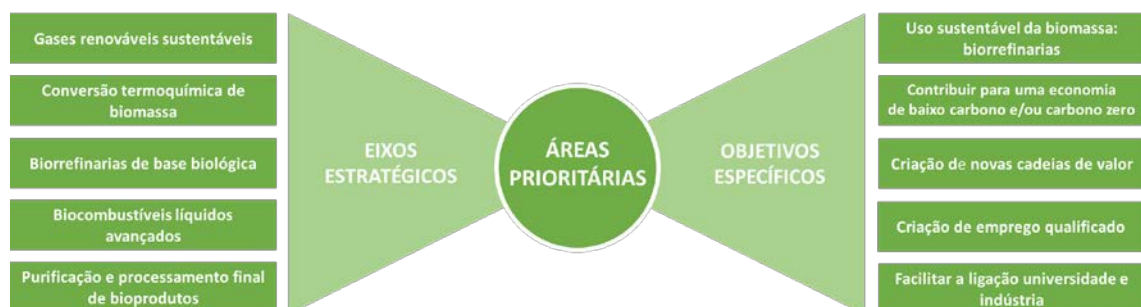 Gases renováveis sustentáveis
Conversão termoquímica de
biomassa
Biorrefinarias de base biológica
Biocombustíveis líquidos
avançados
Purificação e processamento final
de bioprodutos
EIXOS
ESTRATÉGICOS
ÁREAS
PRIORITÁRIAS
OBJETIVOS
ESPECÍFICOS
Uso sustentável da biomassa:
biorrefinarias
Contribuir para uma economia
de baixo carbono e/ou carbono zero
Criação de novas cadeias de valor
Criação de emprego qualificado
Facilitar a ligação universidade e
indústria